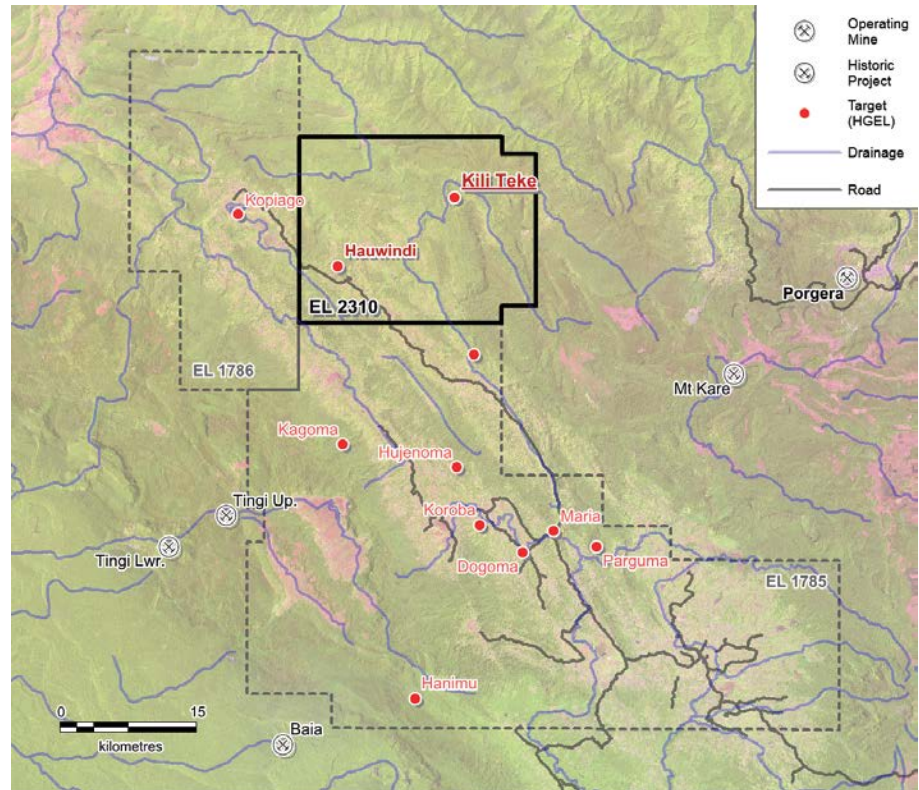 Operating
Mine
Historic
Project
Target
(HGEL)
Drainage
Road
Kili Teke
Kopiago
Hauwindi
EL 2310
Porgera
EL 1786
Mt Kare
Kagoma
Hujenoma
Tingi Up.
Koroba
Maria
Tingi Lwr.
Dogoma
Parguma
EL 1785
Hanimu
0
15
kilometres
Baia